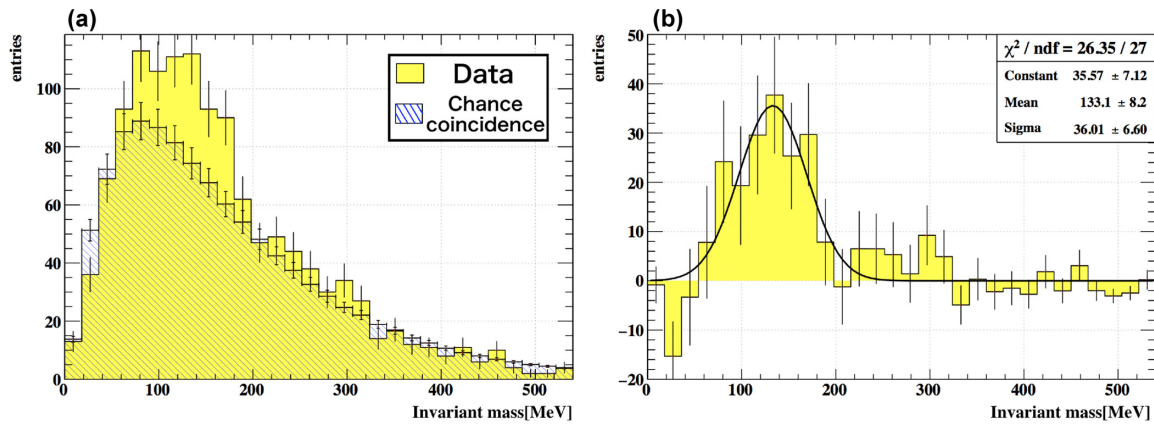 (a)
entries
100
80
60
40
20
0
Data
Chance
coincidence
0 100 200 300 400 500
Invariant mass[MeV]
(b)
entries
50
40
30
20
10
0
-10
-20
χ² / ndf = 26.35 / 27
Constant 35.57 ± 7.12
Mean 133.1 ± 8.2
Sigma 36.01 ± 6.60
0 100 200 300 400 500
Invariant mass[MeV]